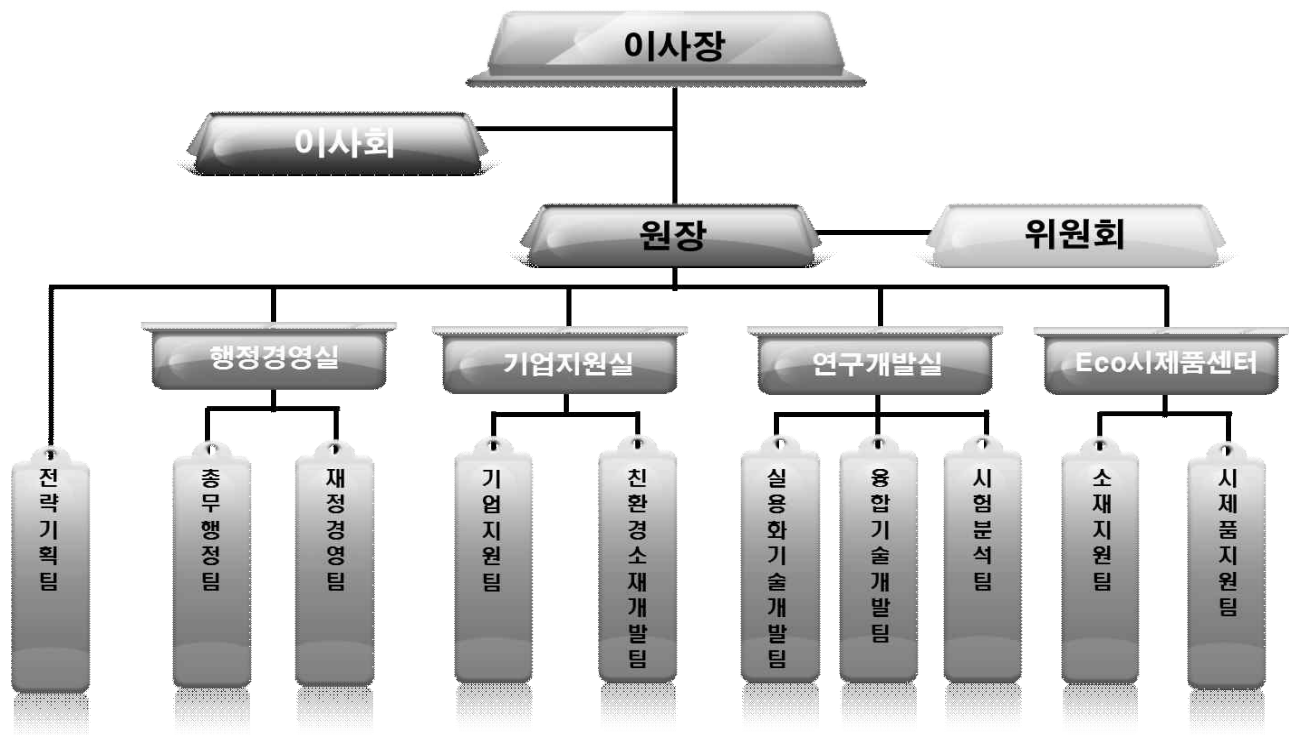 이사장
이사회
원장
위원회
행정경영실
기업지원실
연구개발실
Eco시제품센터
전략기획팀
총무행정팀
재정경영팀
기업지원팀
친환경소재개발팀
실용화기술개발팀
융합기술개발팀
시험분석팀
소재지원팀
시제품지원팀